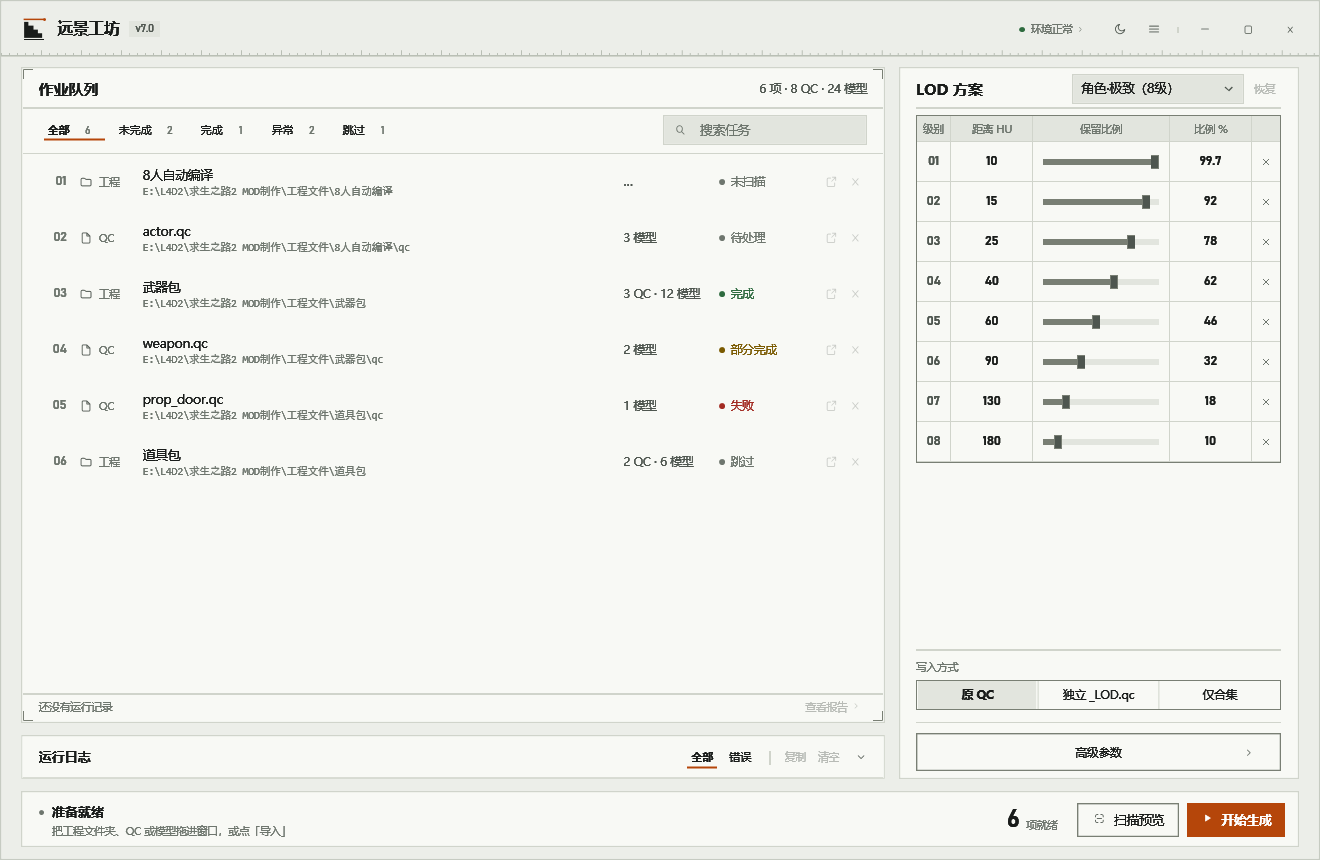 远景工坊 v7.0
环境正常
作业队列 6 项 · 8 QC · 24 模型
全部 6 未完成 2 完成 1 异常 2 跳过 1 搜索任务
01 工程 8人自动编译 ... 未扫描
E:\L4D2\求生之路2 MOD制作\工程文件\8人自动编译
02 QC actor.qc 3 模型 待处理
E:\L4D2\求生之路2 MOD制作\工程文件\8人自动编译\qc
03 工程 武器包 3 QC · 12 模型 完成
E:\L4D2\求生之路2 MOD制作\工程文件\武器包
04 QC weapon.qc 2 模型 部分完成
E:\L4D2\求生之路2 MOD制作\工程文件\武器包\qc
05 QC prop_door.qc 1 模型 失败
E:\L4D2\求生之路2 MOD制作\工程文件\道具包\qc
06 工程 道具包 2 QC · 6 模型 跳过
E:\L4D2\求生之路2 MOD制作\工程文件\道具包
还没有运行记录 查看报告
运行日志 全部 错误 复制 清空
LOD 方案 角色·极致（8级） 恢复
级别 距离 HU 保留比例 比例 %
01 10 99.7
02 15 92
03 25 78
04 40 62
05 60 46
06 90 32
07 130 18
08 180 10
写入方式
原 QC 独立 _LOD.qc 仅合集
高级参数
准备就绪
把工程文件夹、QC 或模型拖进窗口，或点「导入」
6 项就绪 扫描预览 开始生成